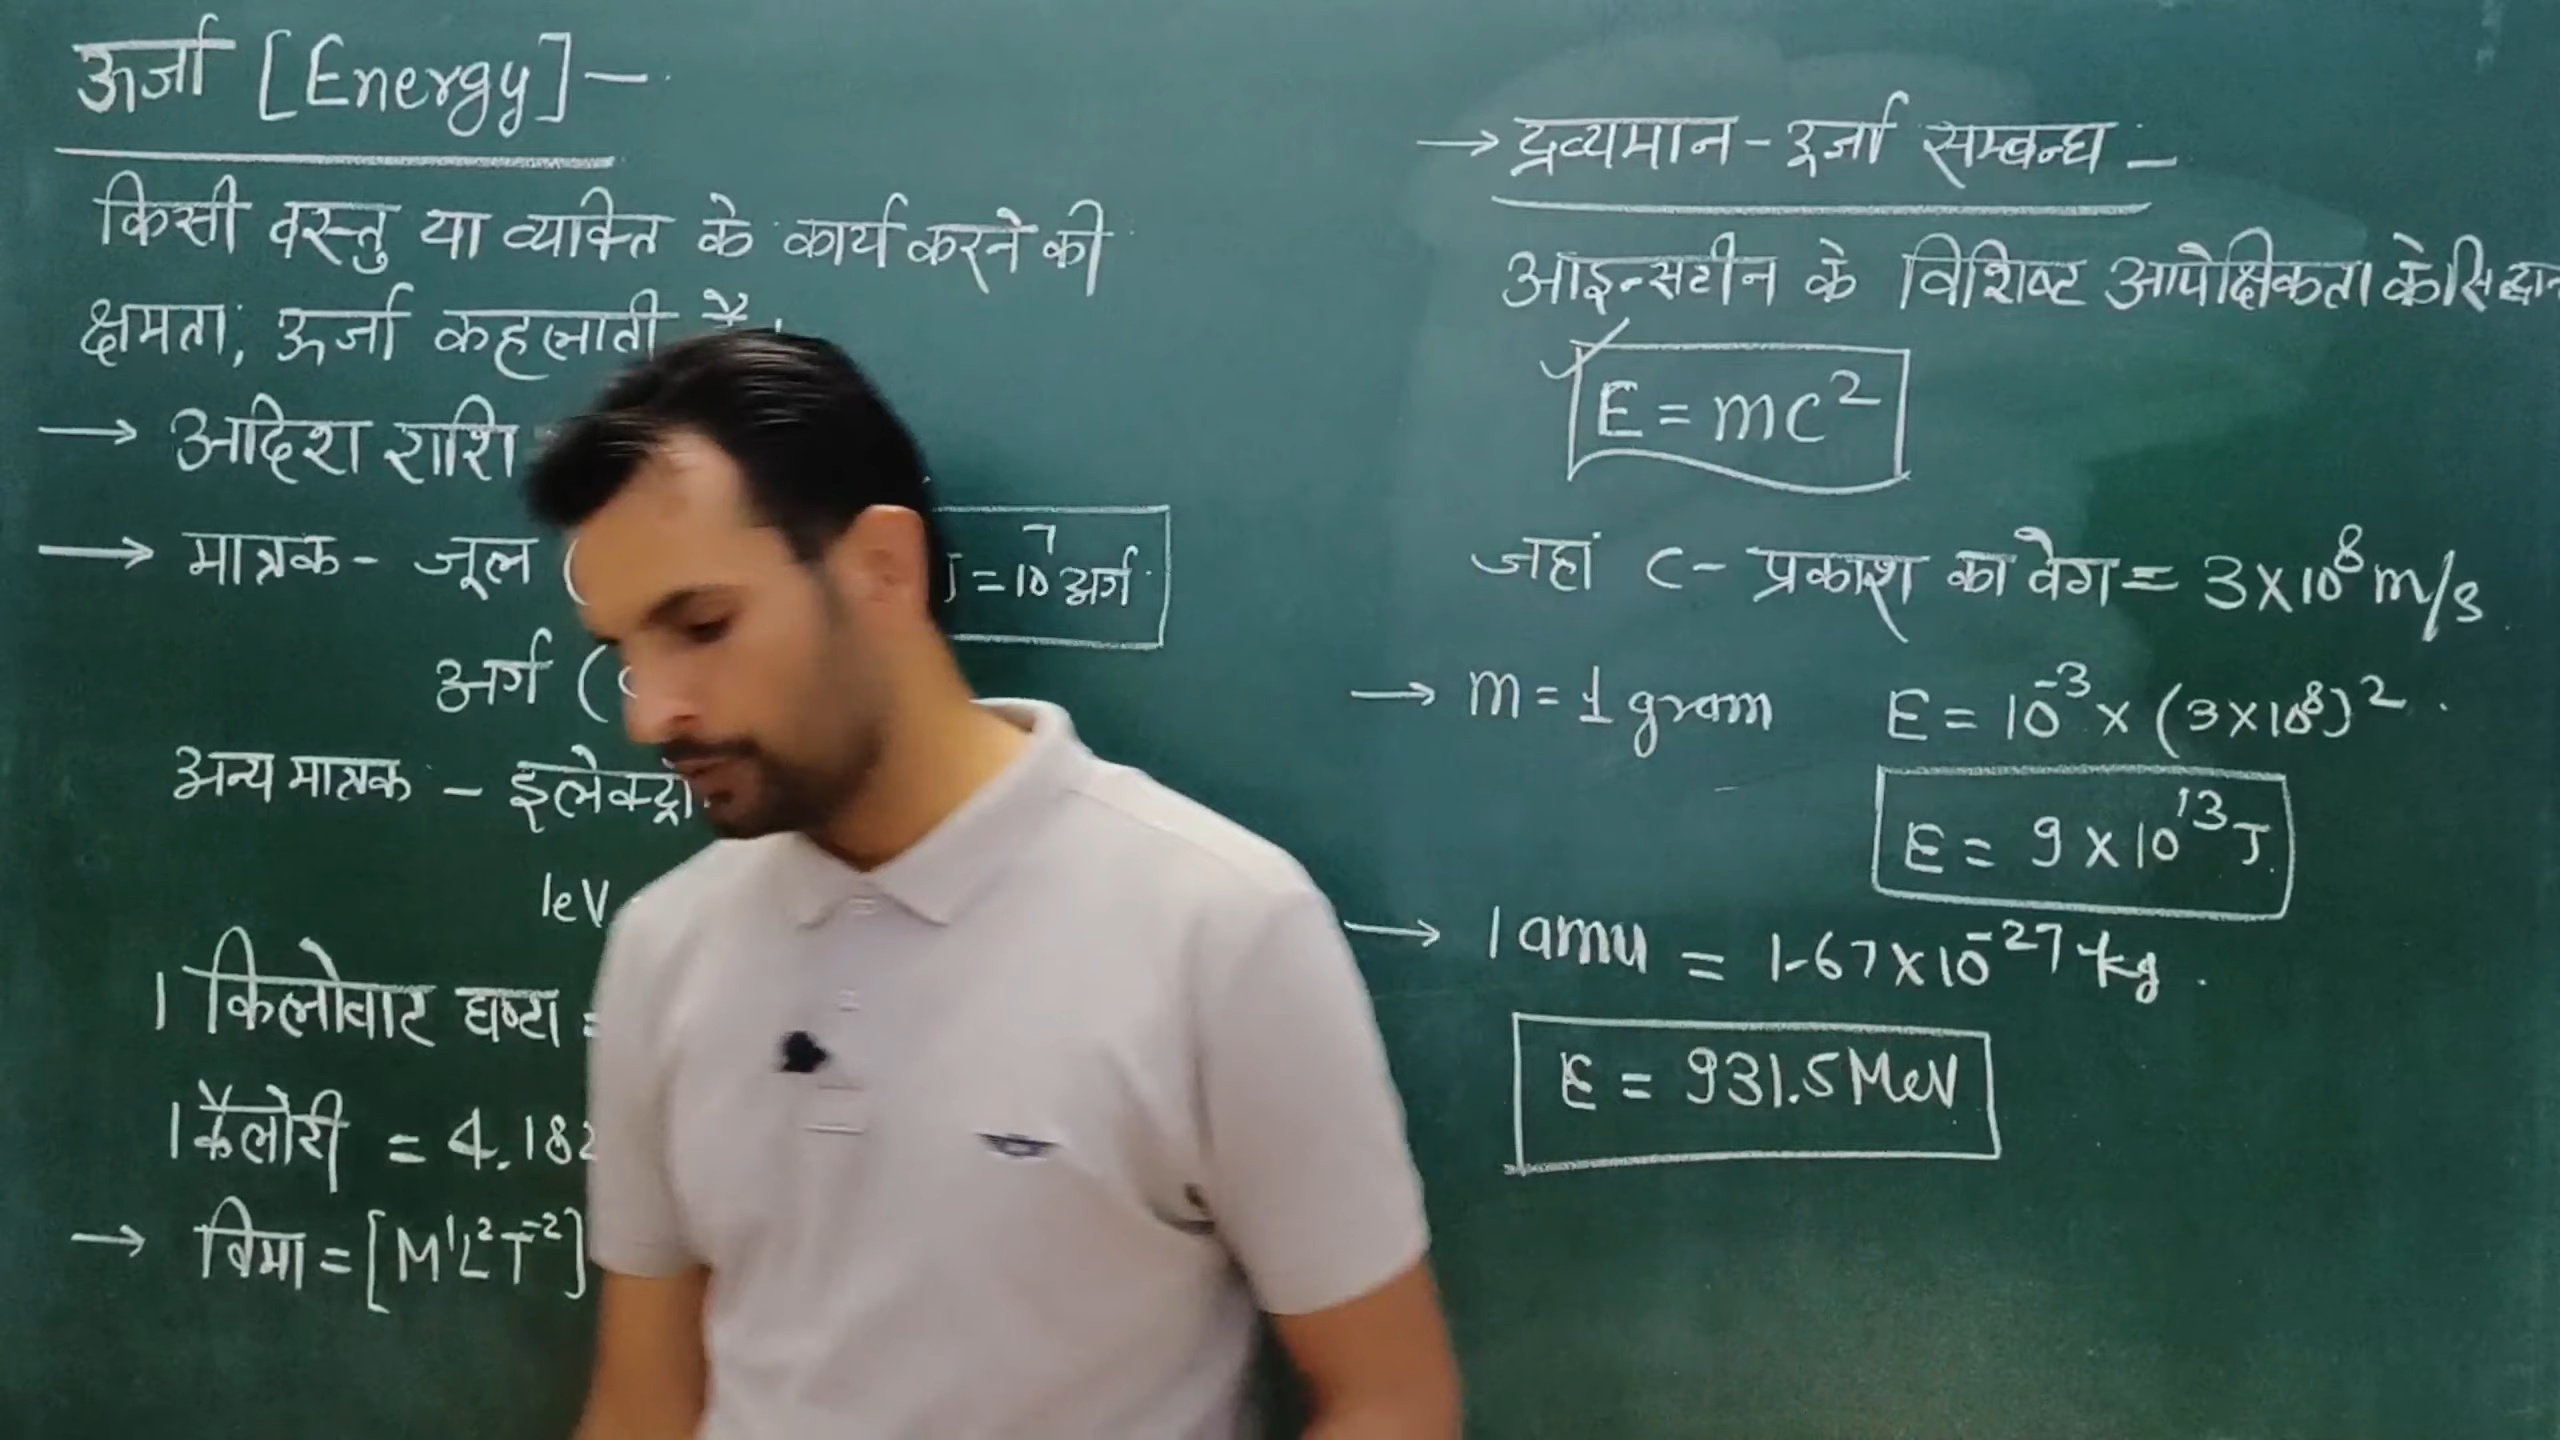 ऊर्जा [Energy] -
किसी वस्तु या व्यक्ति के कार्य करने की
क्षमता, ऊर्जा कहलाती है।
→ अदिश राशि
→ मात्रक - जूल (
J = 10⁷ अर्ग
अर्ग (
अन्य मात्रक - इलेक्ट्रा
1eV
1 किलोवाट घण्टा =
1 कैलोरी = 4.182
→ विमा = [M¹L²T⁻²]
→ द्रव्यमान - ऊर्जा सम्बन्ध -
आइन्सटीन के विशिष्ट आपेक्षिकता के
E = mc²
जहां c - प्रकाश का वेग = 3×10⁸ m/s
→ m = 1 gram E = 10⁻³ × (3×10⁸)²
E = 9 × 10¹³ J
→ 1 amu = 1.67×10⁻²⁷ kg.
E = 931.5 MeV